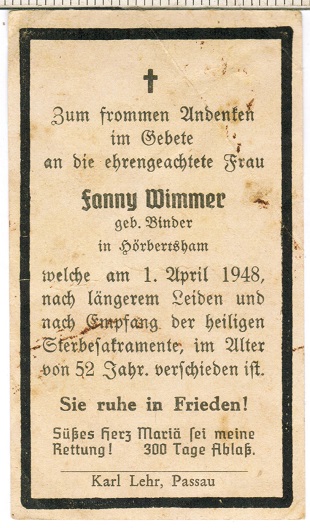 Zum frommen Andenken
im Gebete
an die ehrengeachtete Frau
Fanny Wimmer
geb. Binder
in Hörbertsham
welche am 1. April 1948,
nach längerem Leiden und
nach Empfang der heiligen
Sterbesakramente, im Alter
von 52 Jahr. verschieden ist.
Sie ruhe in Frieden!
Süßes Herz Mariä sei meine
Rettung! 300 Tage Ablaß.
Karl Lehr, Passau